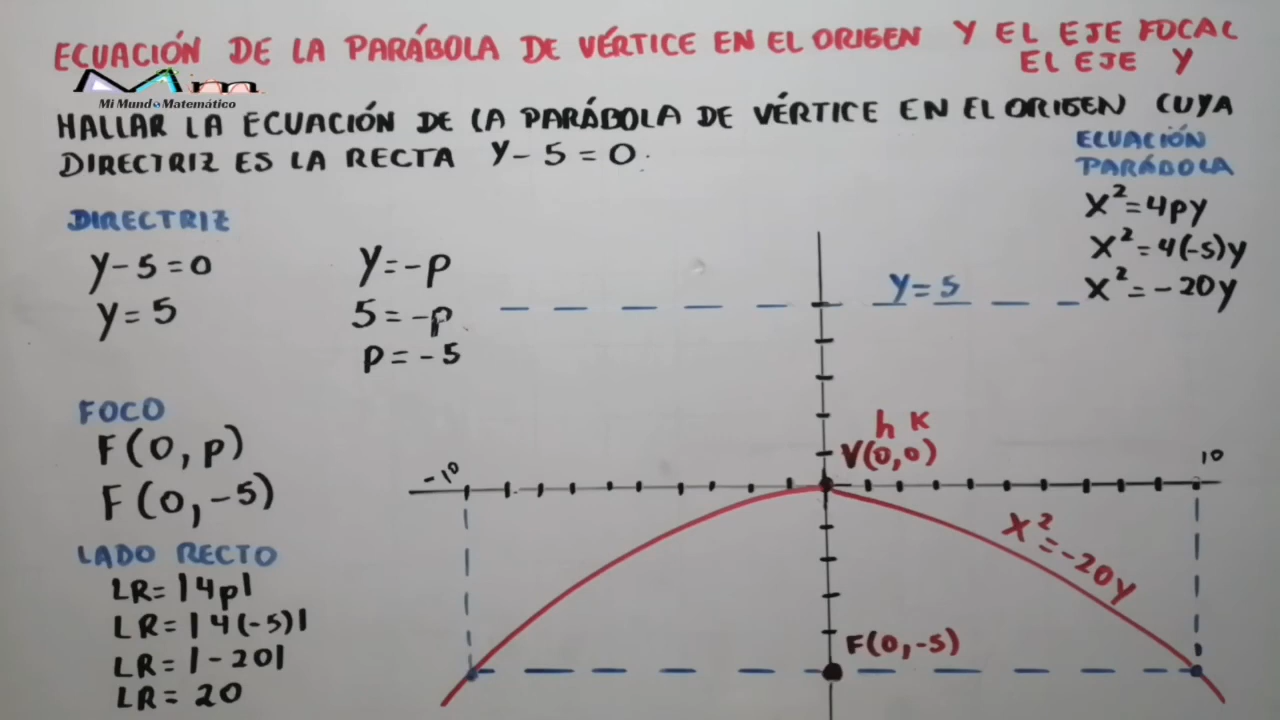 ECUACIÓN DE LA PARÁBOLA DE VÉRTICE EN EL ORIGEN Y EL EJE FOCAL
EL EJE Y
Mi Mundo Matemático
HALLAR LA ECUACIÓN DE LA PARÁBOLA DE VÉRTICE EN EL ORIGEN CUYA
DIRECTRIZ ES LA RECTA Y - 5 = 0.
ECUACIÓN
PARÁBOLA
X² = 4py
X² = 4(-5)y
X² = - 20y
DIRECTRIZ
y - 5 = 0
y = 5
y = -p
5 = -p
p = - 5
y = 5
FOCO
F(0, p)
F(0, -5)
LADO RECTO
LR = |4p|
LR = |4(-5)|
LR = |-20|
LR = 20
h K
V(0,0)
-10
10
X² = -20y
F(0,-5)